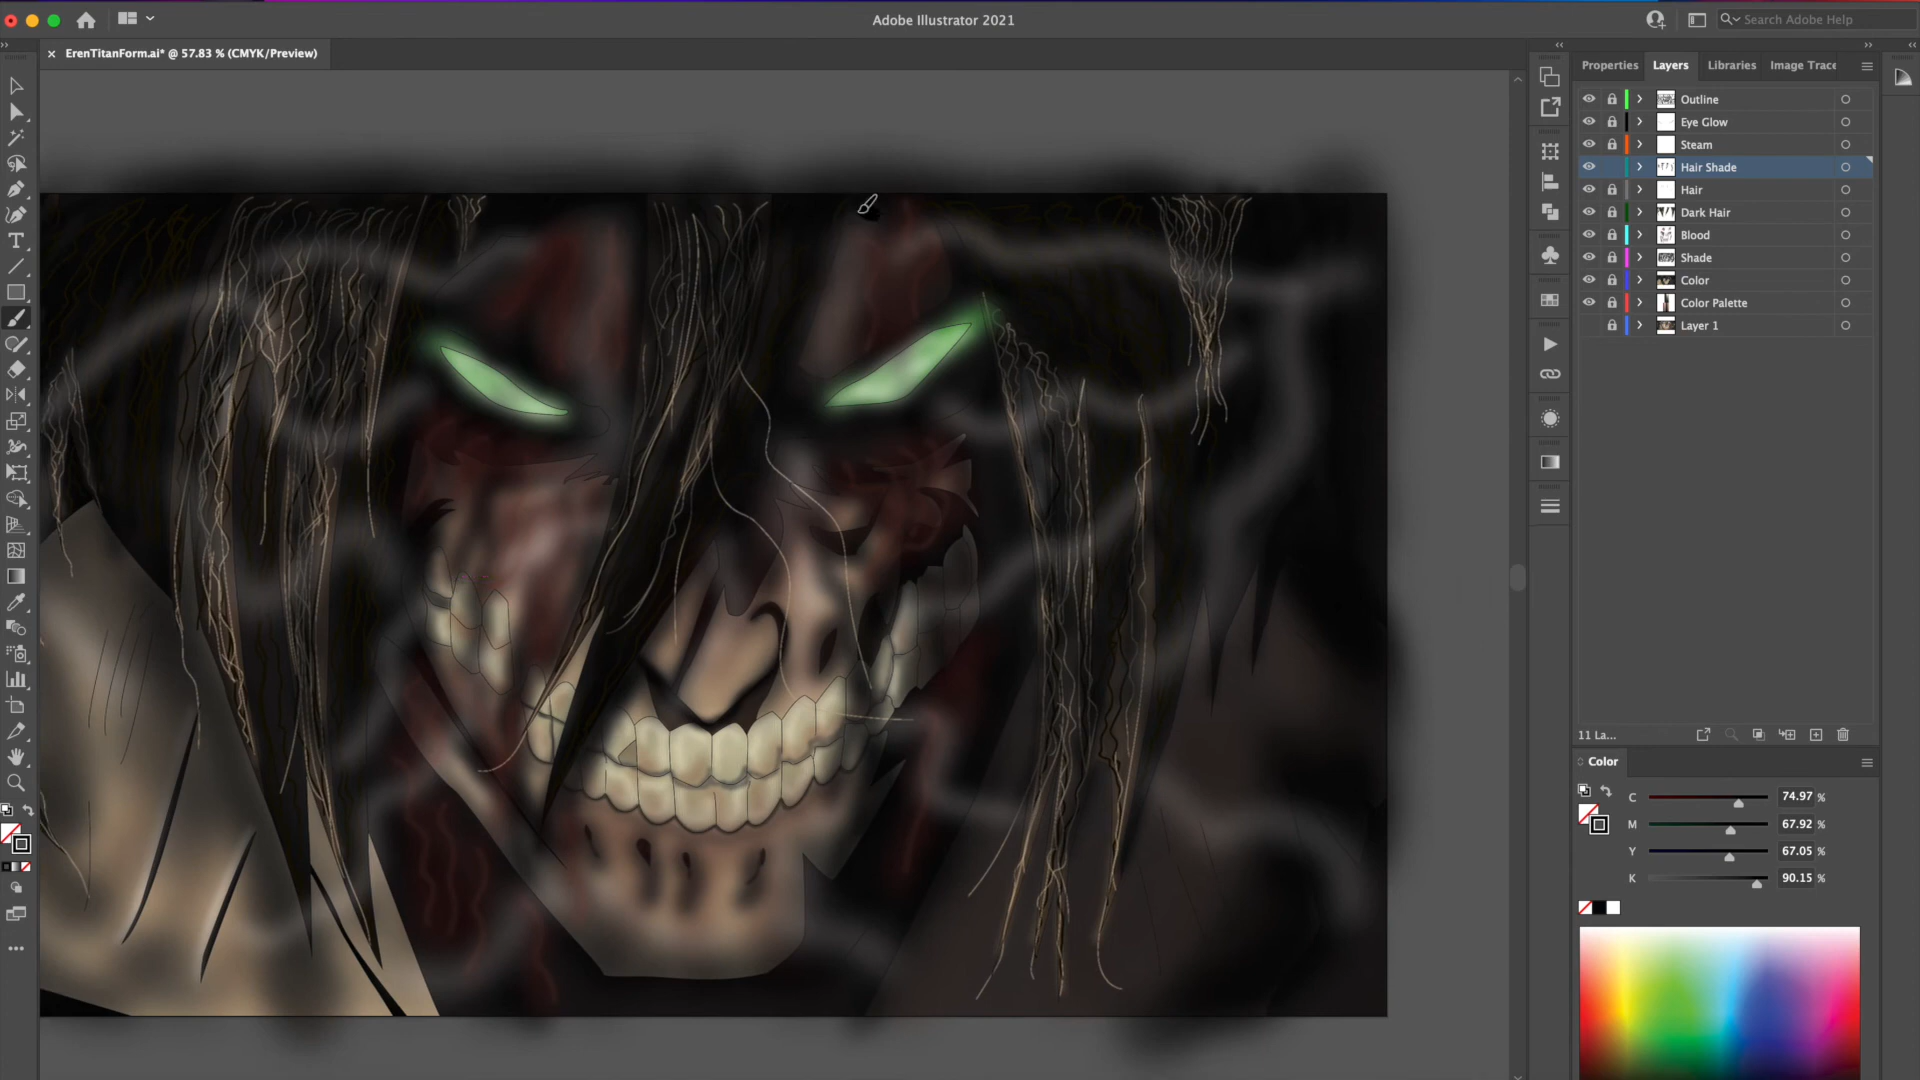 Adobe Illustrator 2021
Search Adobe Help
× ErenTitanForm.ai* @ 57.83 % (CMYK/Preview)
Properties Layers Libraries Image Trace
Outline
Eye Glow
Steam
Hair Shade
Hair
Dark Hair
Blood
Shade
Color
Color Palette
Layer 1
11 La...
Color
C 74.97 %
M 67.92 %
Y 67.05 %
K 90.15 %